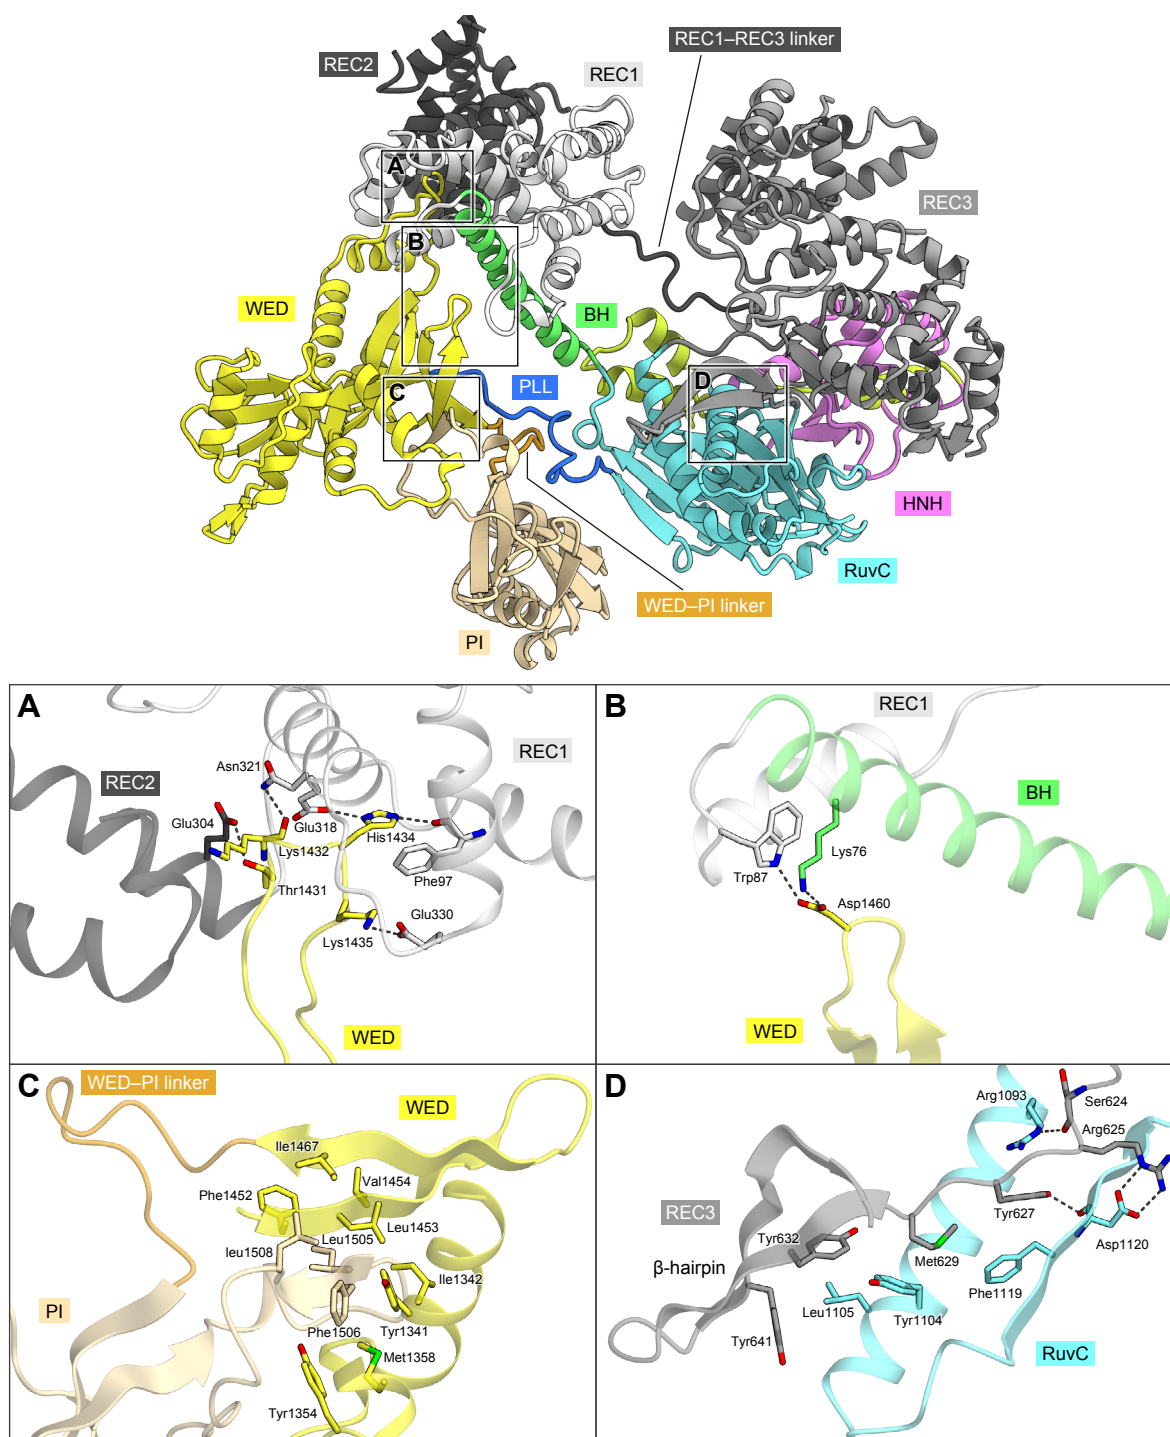 REC1–REC3 linker
REC2
REC1
A
REC3
B
WED
BH
PLL
D
C
HNH
RuvC
WED–PI linker
PI
A
REC1
Asn321
REC2
Glu304
Glu318
His1434
Lys1432
Phe97
Thr1431
Glu330
Lys1435
WED
B
REC1
BH
Lys76
Trp87
Asp1460
WED
C
WED–PI linker
WED
Ile1467
Val1454
Phe1452
Leu1453
Leu1505
leu1508
Ile1342
PI
Phe1506
Tyr1341
Met1358
Tyr1354
D
Arg1093
Ser624
Arg625
REC3
Tyr627
Tyr632
Asp1120
Met629
β-hairpin
Phe1119
Leu1105
Tyr1104
Tyr641
RuvC